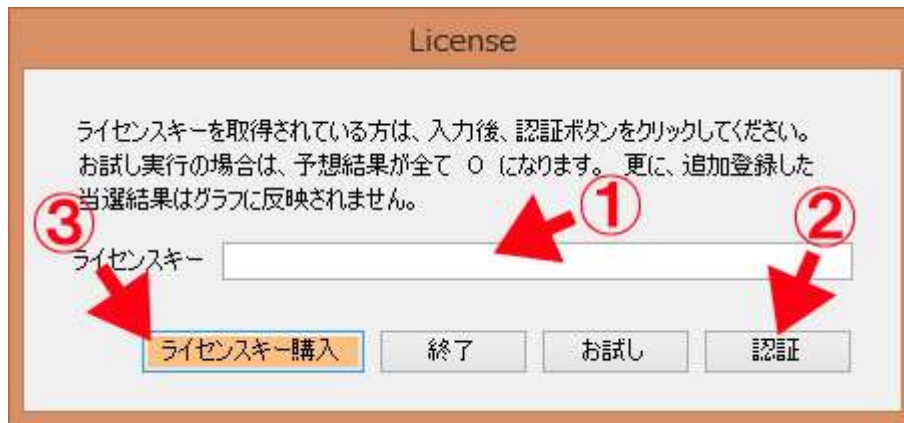 License
ライセンスキーを取得されている方は、入力後、認証ボタンをクリックしてください。
お試し実行の場合は、予想結果が全て 0 になります。 更に、追加登録した
当選結果はグラフに反映されません。
③ ① ②
ライセンスキー
ライセンスキー購入 終了 お試し 認証